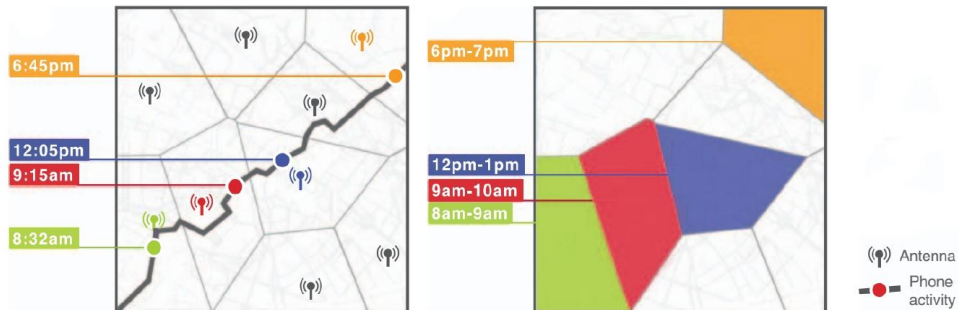 6:45pm
12:05pm
9:15am
8:32am
6pm-7pm
12pm-1pm
9am-10am
8am-9am
Antenna
Phone
activity